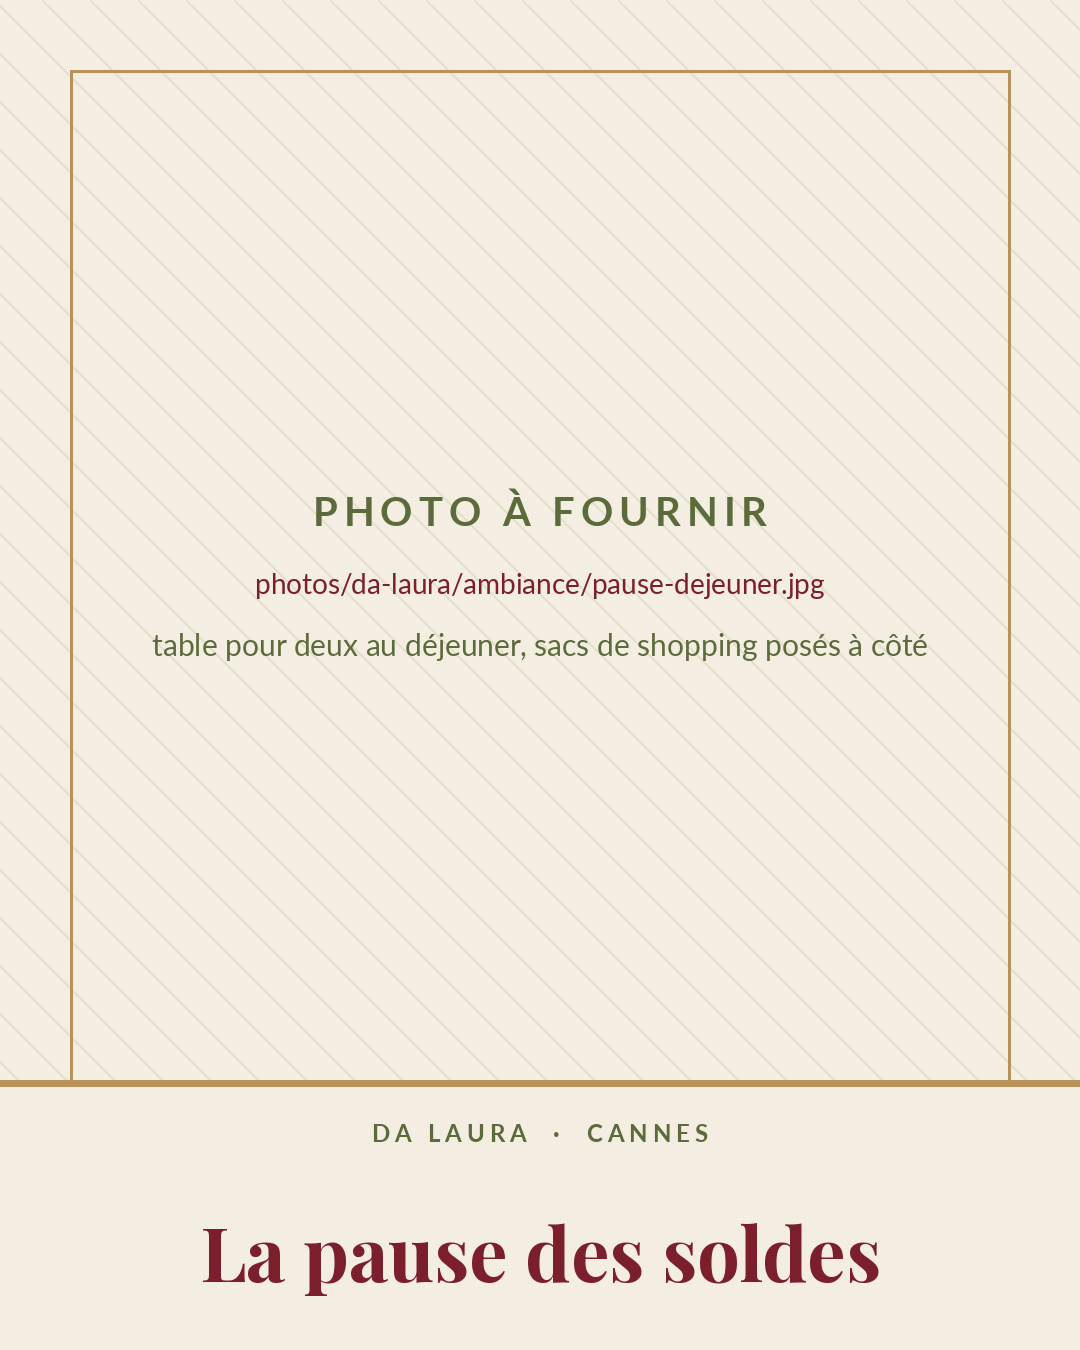 PHOTO À FOURNIR
photos/da-laura/ambiance/pause-dejeuner.jpg
table pour deux au déjeuner, sacs de shopping posés à côté
DA LAURA · CANNES
La pause des soldes